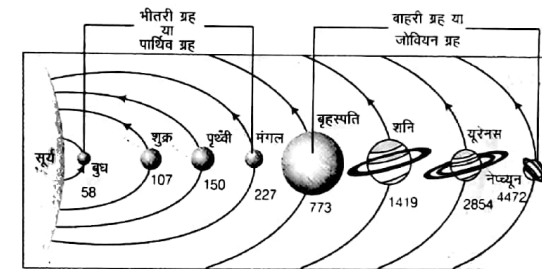 भीतरी ग्रह
या
पार्थिव ग्रह
बाहरी ग्रह या
जोवियन ग्रह
सूर्य
बुध
58
शुक्र
107
पृथ्वी
150
मंगल
227
बृहस्पति
773
शनि
1419
यूरेनस
2854
नेप्च्यून
4472